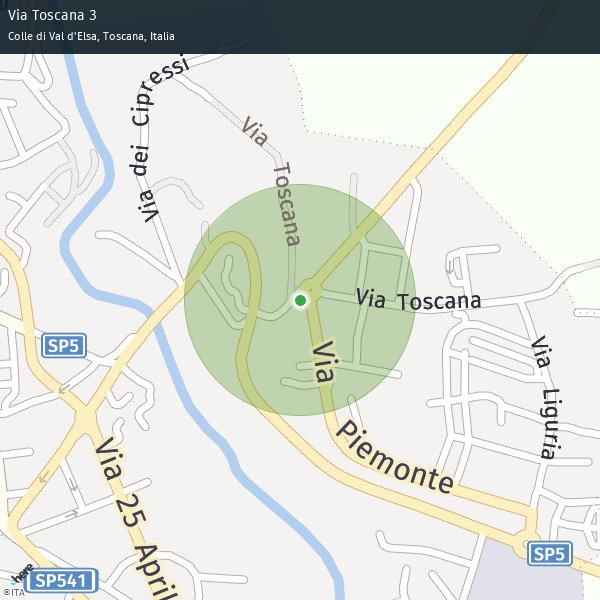 Via Toscana 3
Colle di Val d'Elsa, Toscana, Italia
Via dei Cipressi
Via Toscana
Via Toscana
SP5
Via
Piemonte
Via Liguria
Via 25 April
SP5
SP541
here
©ITA